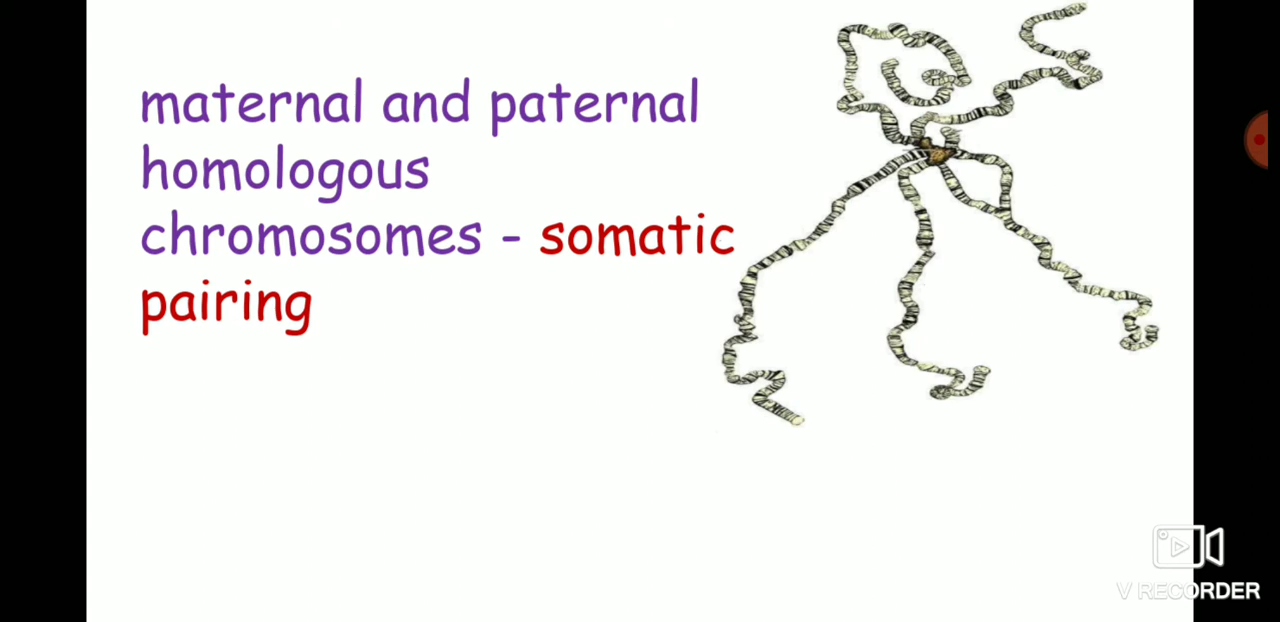 maternal and paternal
homologous
chromosomes - somatic
pairing
V RECORDER